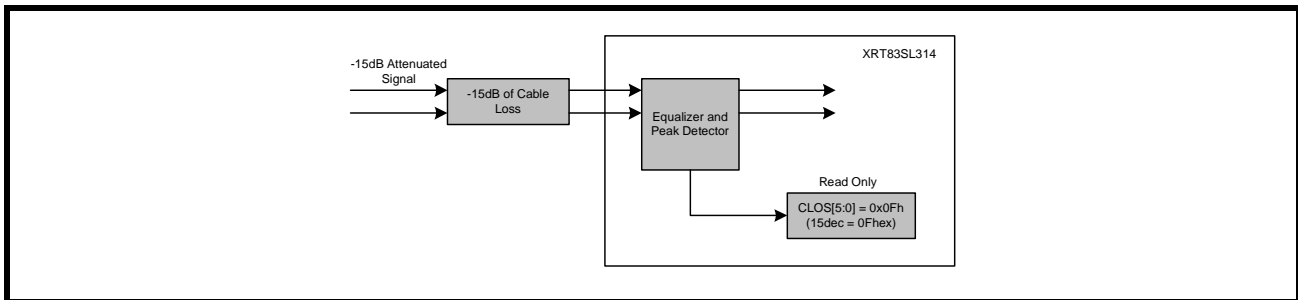 XRT83SL314
-15dB Attenuated
Signal
-15dB of Cable
Loss
Equalizer and
Peak Detector
Read Only
CLOS[5:0] = 0x0Fh
(15dec = 0Fhex)